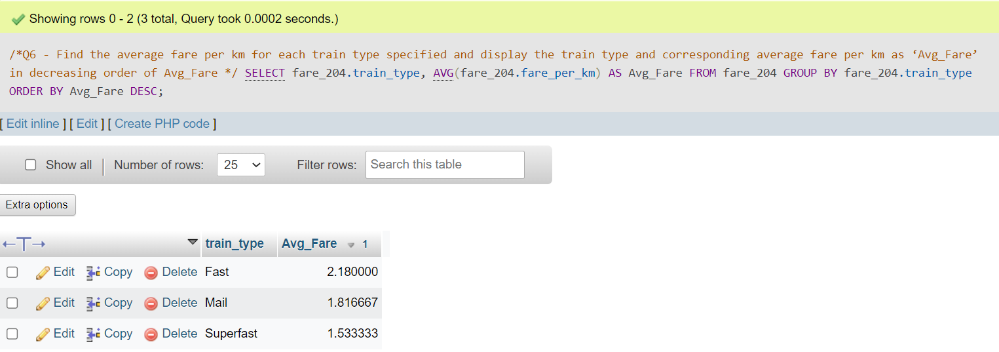 Showing rows 0 - 2 (3 total, Query took 0.0002 seconds.)
/*Q6 - Find the average fare per km for each train type specified and display the train type and corresponding average fare per km as ‘Avg_Fare’
in decreasing order of Avg_Fare */ SELECT fare_204.train_type, AVG(fare_204.fare_per_km) AS Avg_Fare FROM fare_204 GROUP BY fare_204.train_type
ORDER BY Avg_Fare DESC;
[ Edit inline ] [ Edit ] [ Create PHP code ]
Show all | Number of rows: 25 Filter rows: Search this table
Extra options
←T→ train_type Avg_Fare 1
Edit Copy Delete Fast 2.180000
Edit Copy Delete Mail 1.816667
Edit Copy Delete Superfast 1.533333